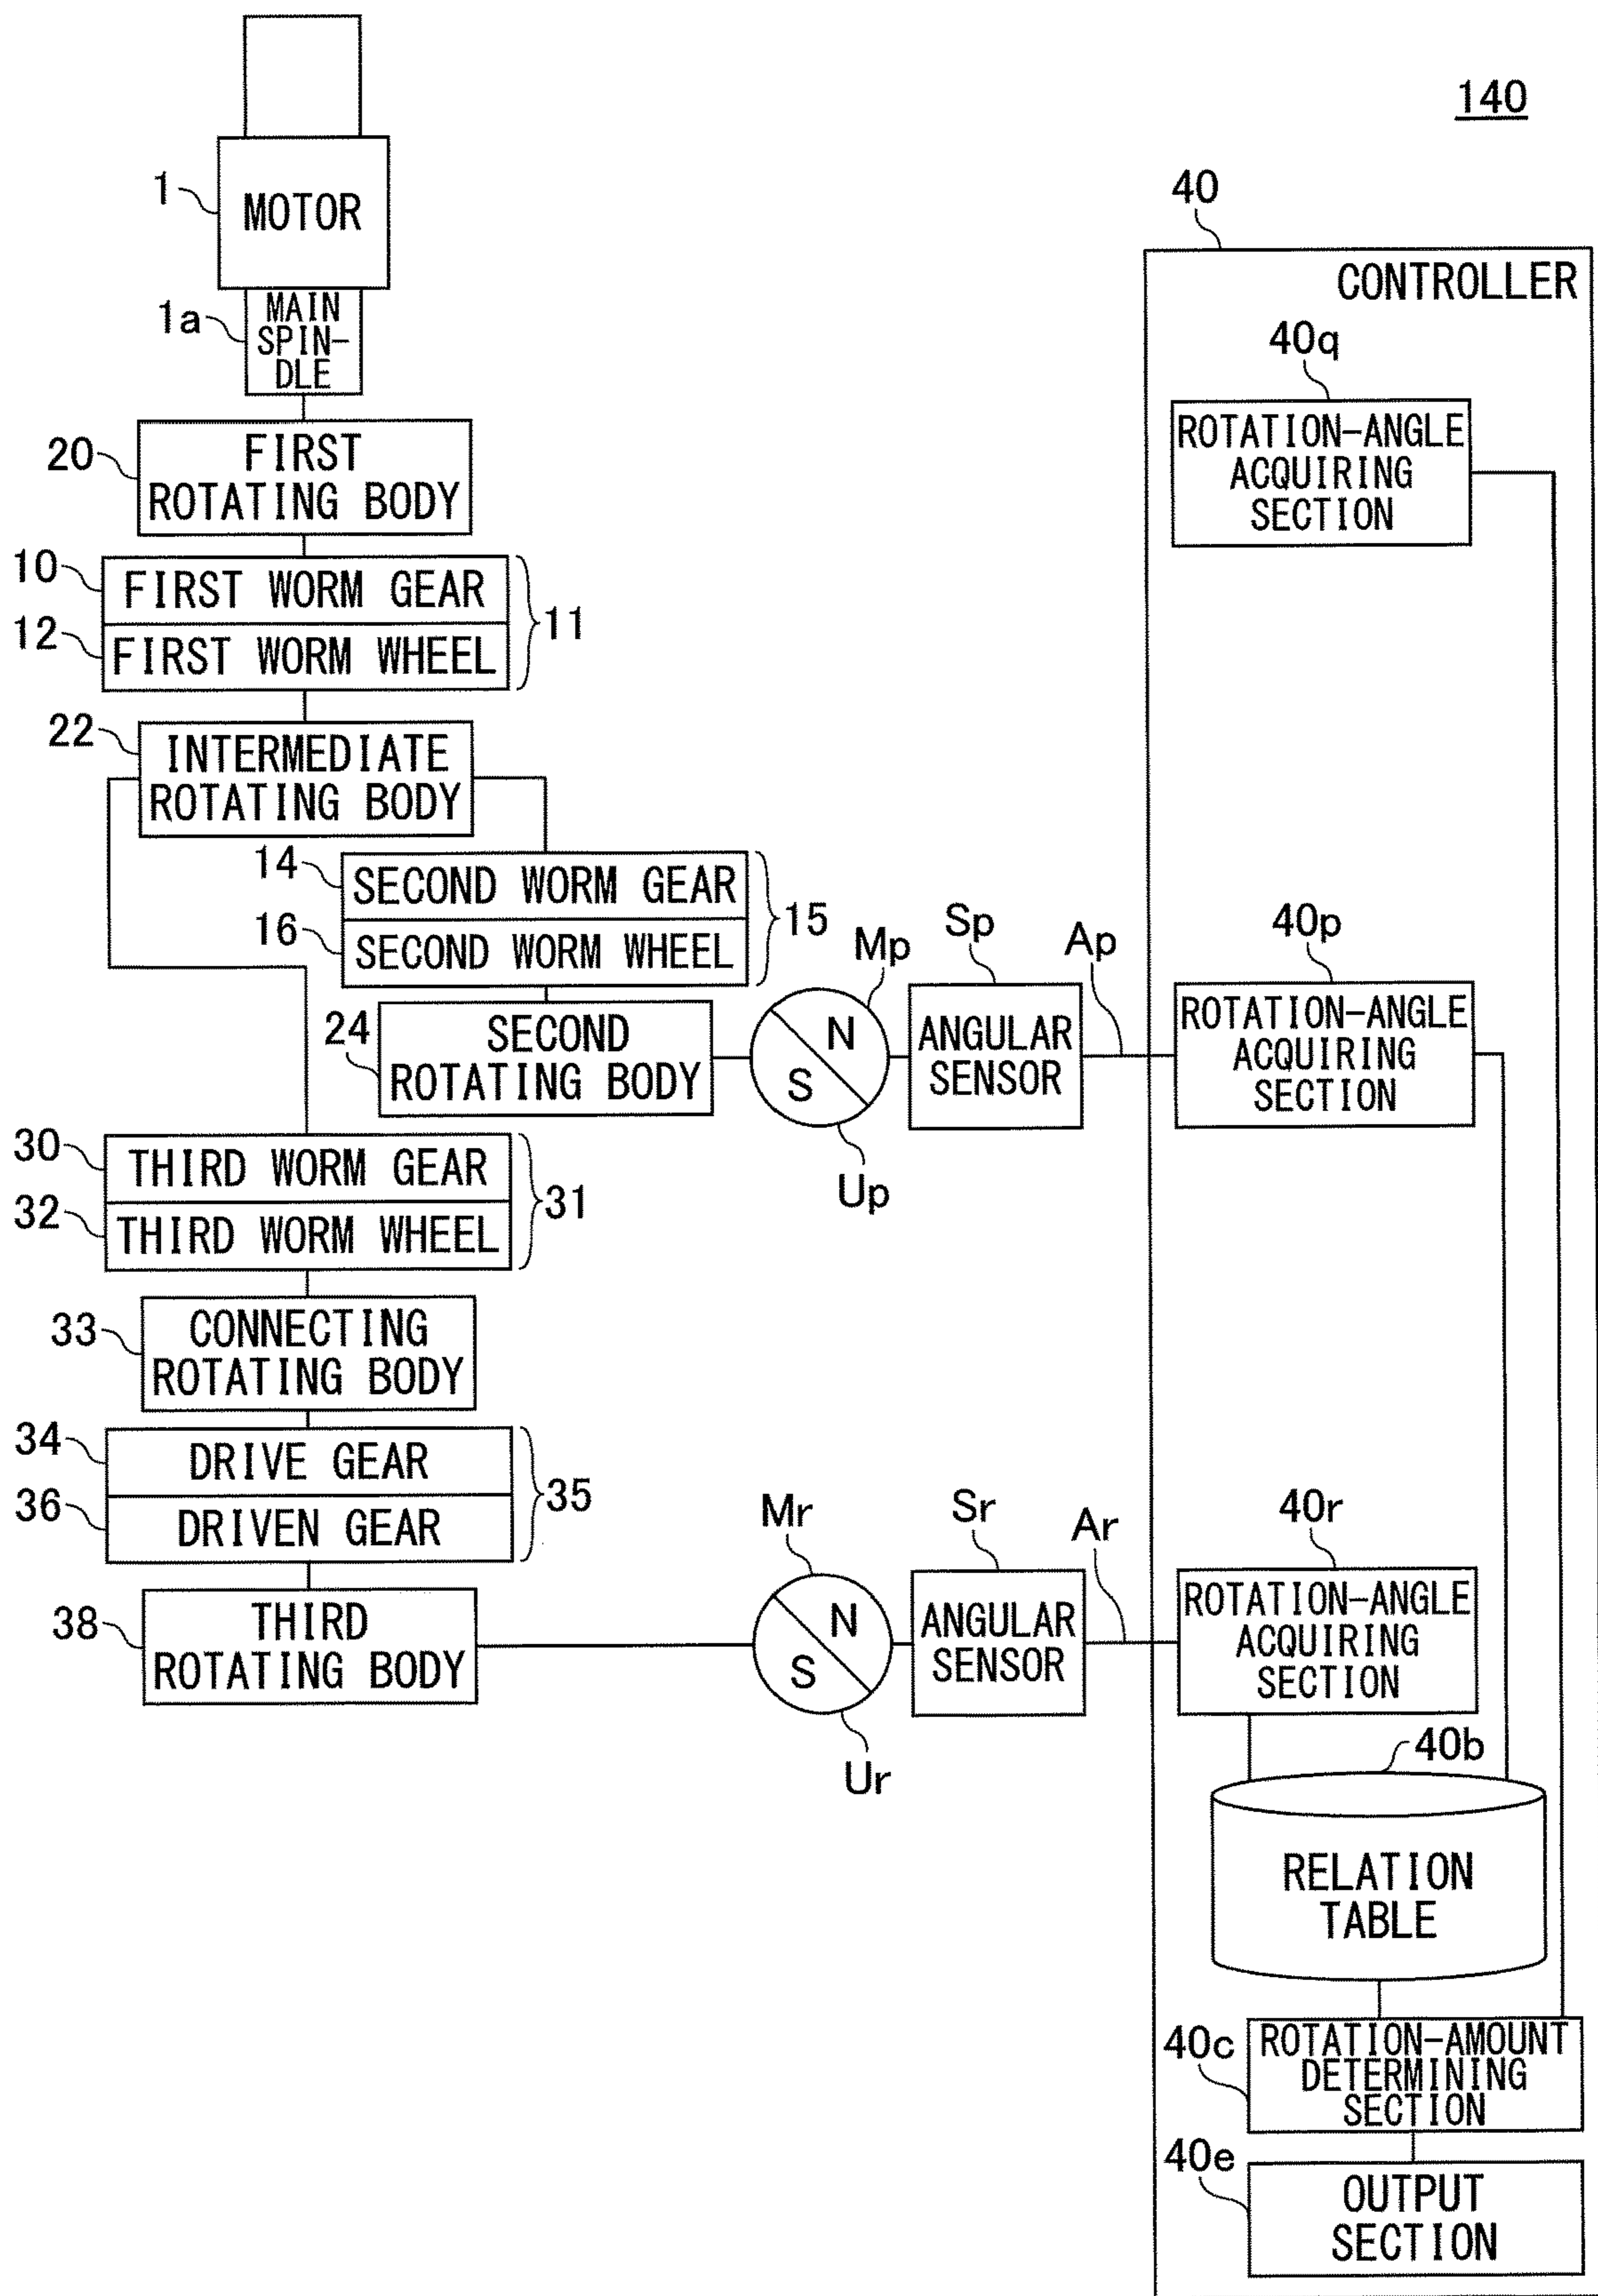 140
1
MOTOR
40
CONTROLLER
1a
MAIN
SPIN-
DLE
40q
ROTATION-ANGLE
ACQUIRING
SECTION
20
FIRST
ROTATING BODY
10
FIRST WORM GEAR
11
12
FIRST WORM WHEEL
22
INTERMEDIATE
ROTATING BODY
14
SECOND WORM GEAR
15
16
SECOND WORM WHEEL
Mp
Sp
Ap
40p
24
SECOND
ROTATING BODY
N
S
ANGULAR
SENSOR
ROTATION-ANGLE
ACQUIRING
SECTION
Up
30
THIRD WORM GEAR
31
32
THIRD WORM WHEEL
33
CONNECTING
ROTATING BODY
34
DRIVE GEAR
35
36
DRIVEN GEAR
Mr
Sr
Ar
40r
38
THIRD
ROTATING BODY
N
S
ANGULAR
SENSOR
ROTATION-ANGLE
ACQUIRING
SECTION
Ur
40b
RELATION
TABLE
40c
ROTATION-AMOUNT
DETERMINING
SECTION
40e
OUTPUT
SECTION